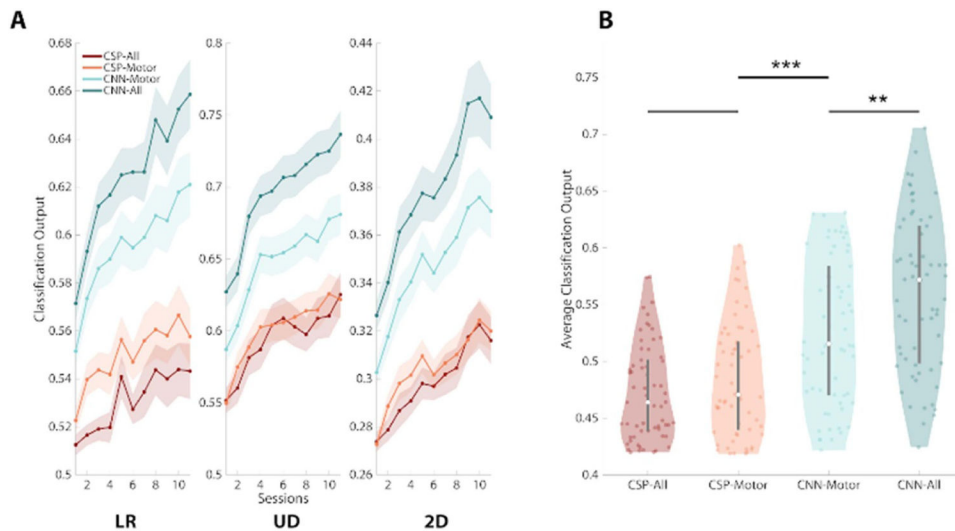 A
B
Classification Output
0.68
0.66
0.64
0.62
0.6
0.58
0.56
0.54
0.52
0.5
CSP-All
CSP-Motor
CNN-Motor
CNN-All
2 4 6 8 10
LR
0.8
0.7
0.65
0.6
0.55
0.5
2 4 6 8 10
Sessions
UD
0.44
0.42
0.4
0.38
0.36
0.34
0.32
0.3
0.28
0.26
2 4 6 8 10
2D
Average Classification Output
0.75
0.7
0.65
0.6
0.55
0.5
0.45
0.4
***
**
CSP-All CSP-Motor CNN-Motor CNN-All